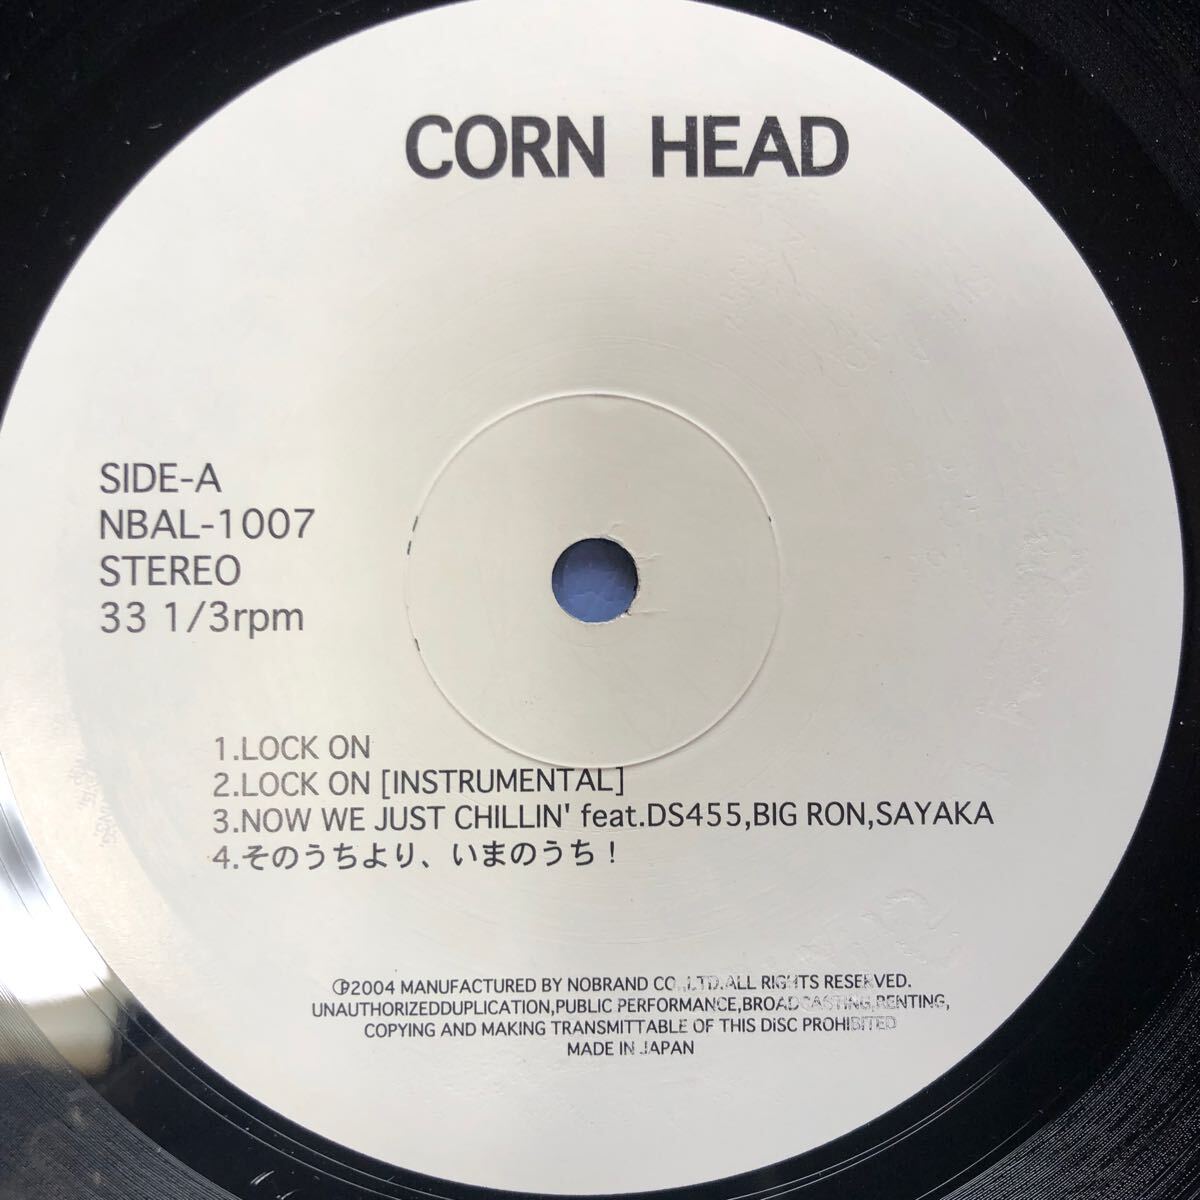 CORN HEAD
SIDE-A
NBAL-1007
STEREO
33 1/3rpm
1.LOCK ON
2.LOCK ON [INSTRUMENTAL]
3.NOW WE JUST CHILLIN' feat.DS455,BIG RON,SAYAKA
4.そのうちより、いまのうち！
℗2004 MANUFACTURED BY NOBRAND CO.,LTD.ALL RIGHTS RESERVED.
UNAUTHORIZEDDUPLICATION,PUBLIC PERFORMANCE,BROADCASTING,RENTING,
COPYING AND MAKING TRANSMITTABLE OF THIS DiSC PROHIBITED
MADE IN JAPAN